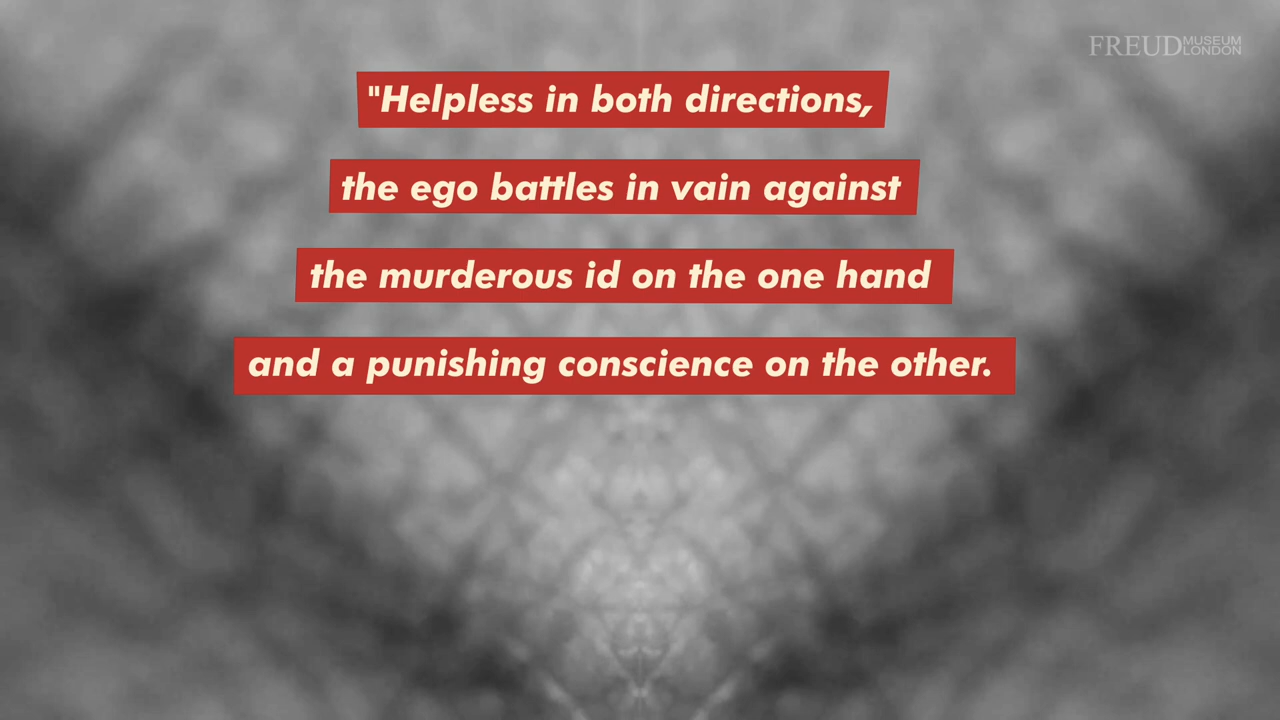 FREUD MUSEUM LONDON
"Helpless in both directions,
the ego battles in vain against
the murderous id on the one hand
and a punishing conscience on the other.